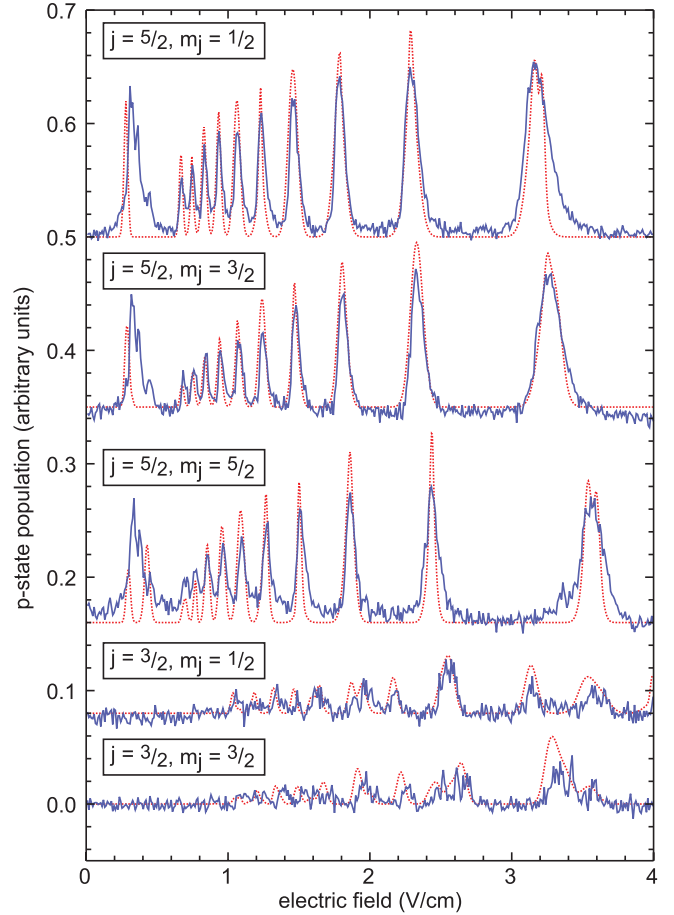 0.7
j = 5/2, mj = 1/2
0.6
0.5
j = 5/2, mj = 3/2
0.4
p-state population (arbitrary units)
0.3
j = 5/2, mj = 5/2
0.2
j = 3/2, mj = 1/2
0.1
j = 3/2, mj = 3/2
0.0
0 1 2 3 4
electric field (V/cm)